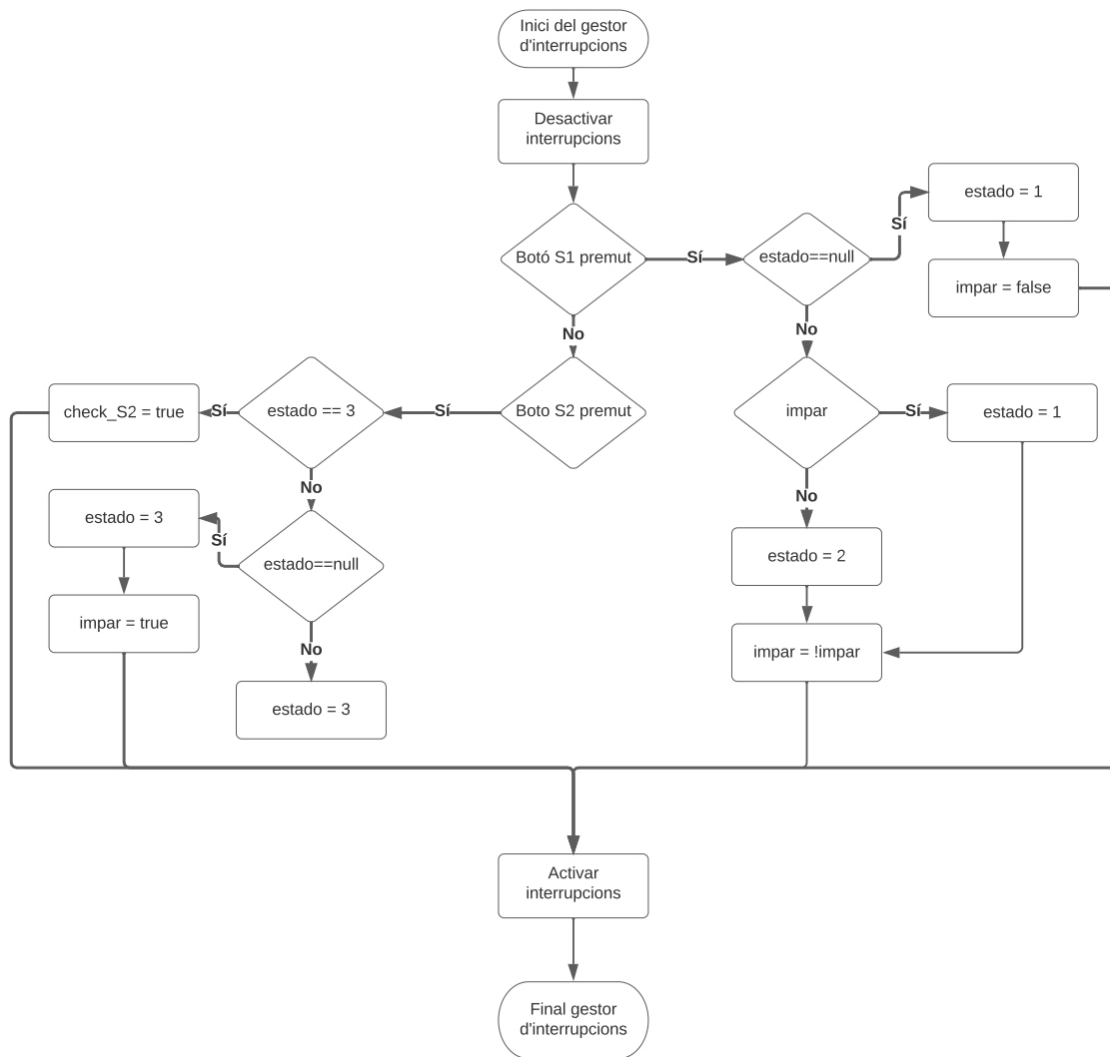 Inici del gestor
d'interrupcions
Desactivar
interrupcions
estado = 1
Sí
Botó S1 premut
Sí
estado==null
impar = false
No
No
check_S2 = true
Sí
estado == 3
Sí
Boto S2 premut
impar
Sí
estado = 1
No
No
estado = 3
Sí
estado==null
estado = 2
impar = true
No
impar = !impar
estado = 3
Activar
interrupcions
Final gestor
d'interrupcions